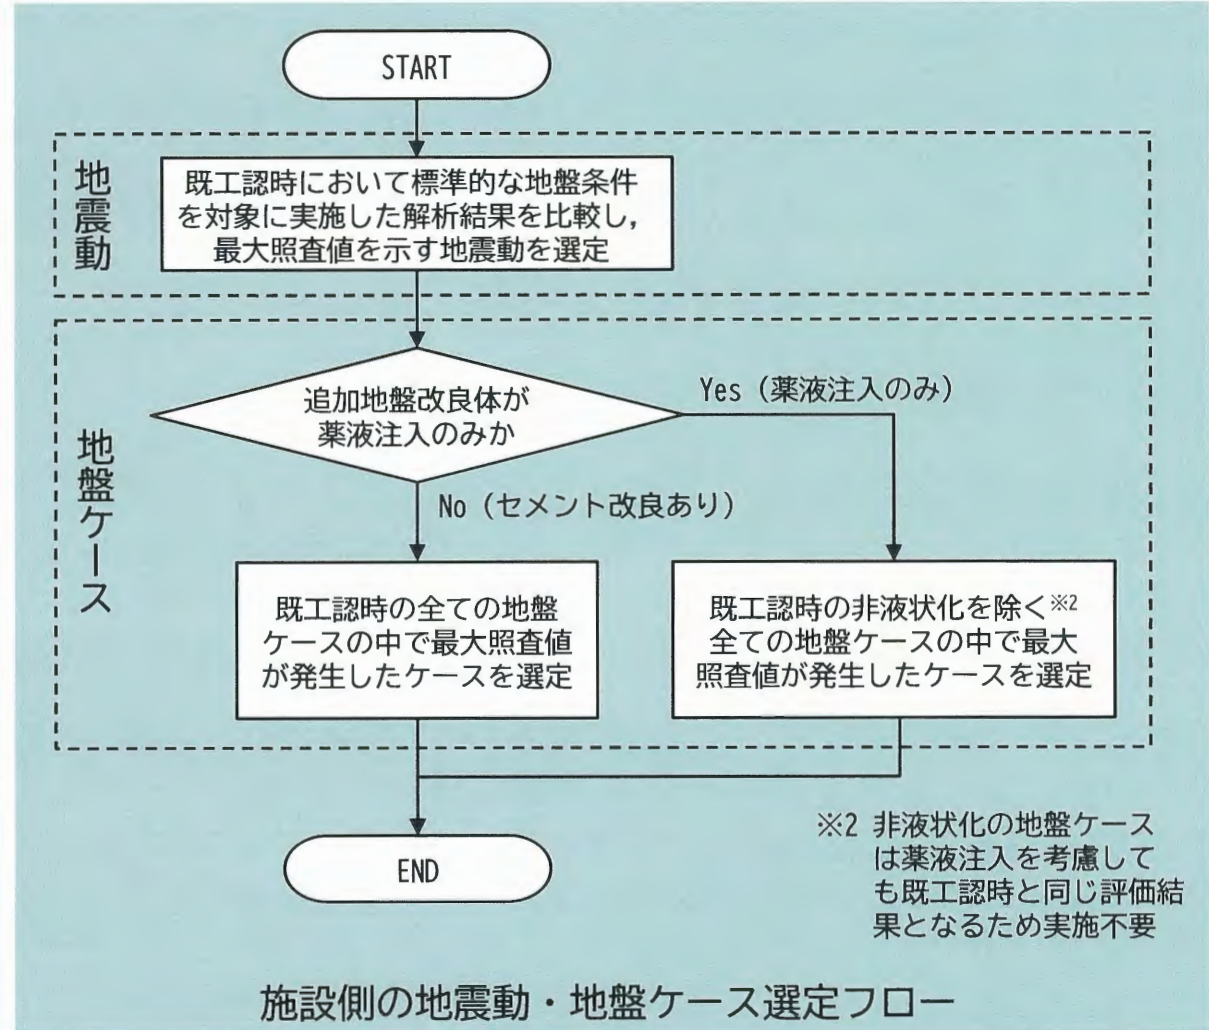 START
地震動
既工認時において標準的な地盤条件
を対象に実施した解析結果を比較し,
最大照査値を示す地震動を選定
地盤ケース
追加地盤改良体が
薬液注入のみか
Yes (薬液注入のみ)
No (セメント改良あり)
既工認時の全ての地盤
ケースの中で最大照査値
が発生したケースを選定
既工認時の非液状化を除く※2
全ての地盤ケースの中で最大
照査値が発生したケースを選定
END
※2 非液状化の地盤ケース
は薬液注入を考慮して
も既工認時と同じ評価結
果となるため実施不要
施設側の地震動・地盤ケース選定フロー